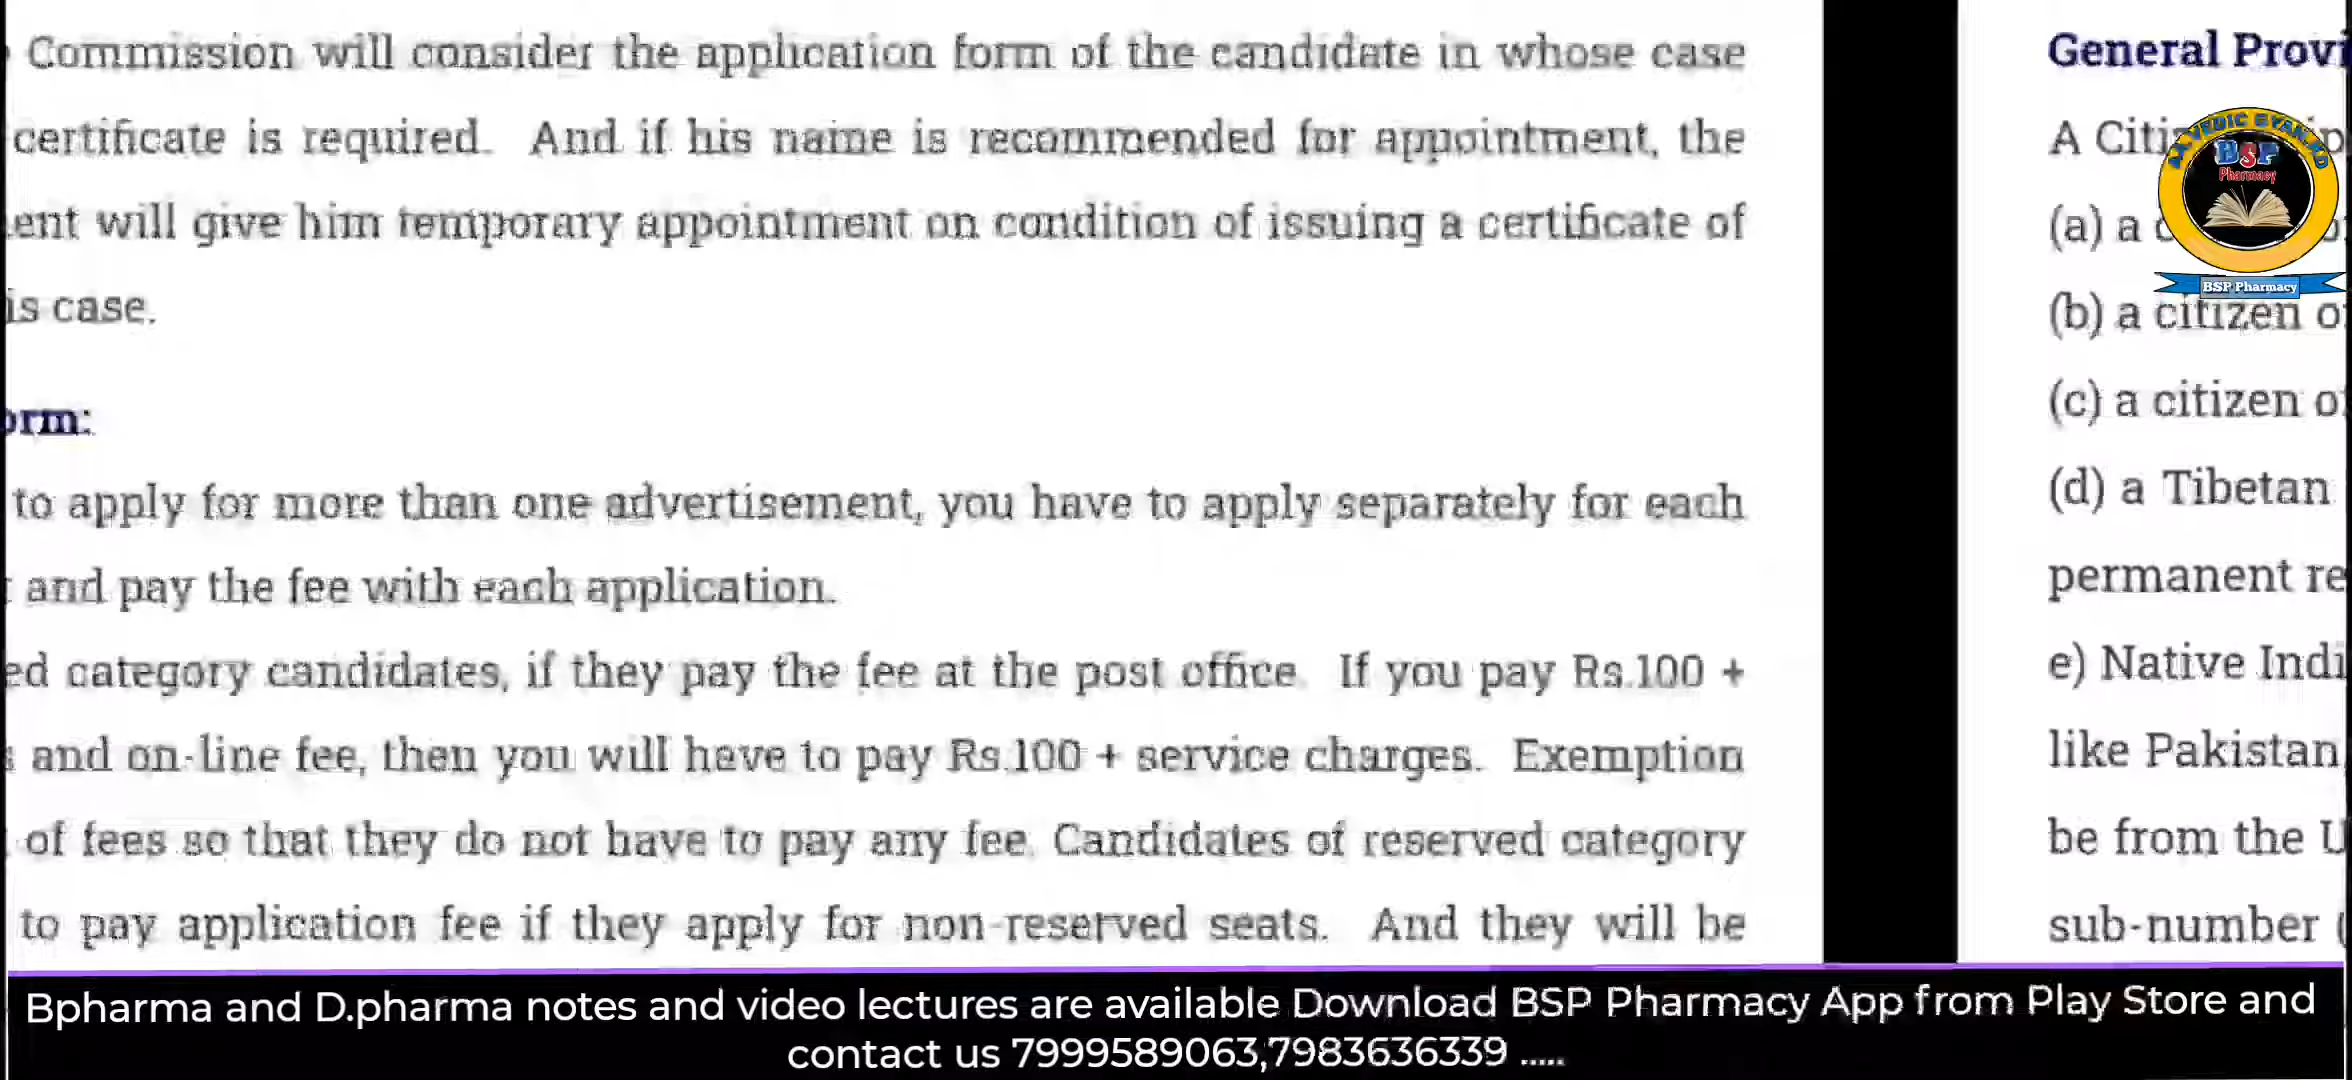 Commission will consider the application form of the candidate in whose case
certificate is required. And if his name is recommended for appointment, the
ent will give him temporary appointment on condition of issuing a certificate of
is case.
orm:
to apply for more than one advertisement, you have to apply separately for each
and pay the fee with each application.
ed category candidates, if they pay the fee at the post office. If you pay Rs.100 +
and on-line fee, then you will have to pay Rs.100 + service charges. Exemption
of fees so that they do not have to pay any fee. Candidates of reserved category
to pay application fee if they apply for non-reserved seats. And they will be
General Provi
A Citi
(a) a c
(b) a citizen o
(c) a citizen o
(d) a Tibetan
permanent re
e) Native Indi
like Pakistan,
be from the U
sub-number (
BSP
Pharmacy
BSP Pharmacy
Bpharma and D.pharma notes and video lectures are available Download BSP Pharmacy App from Play Store and
contact us 7999589063,7983636339 .....